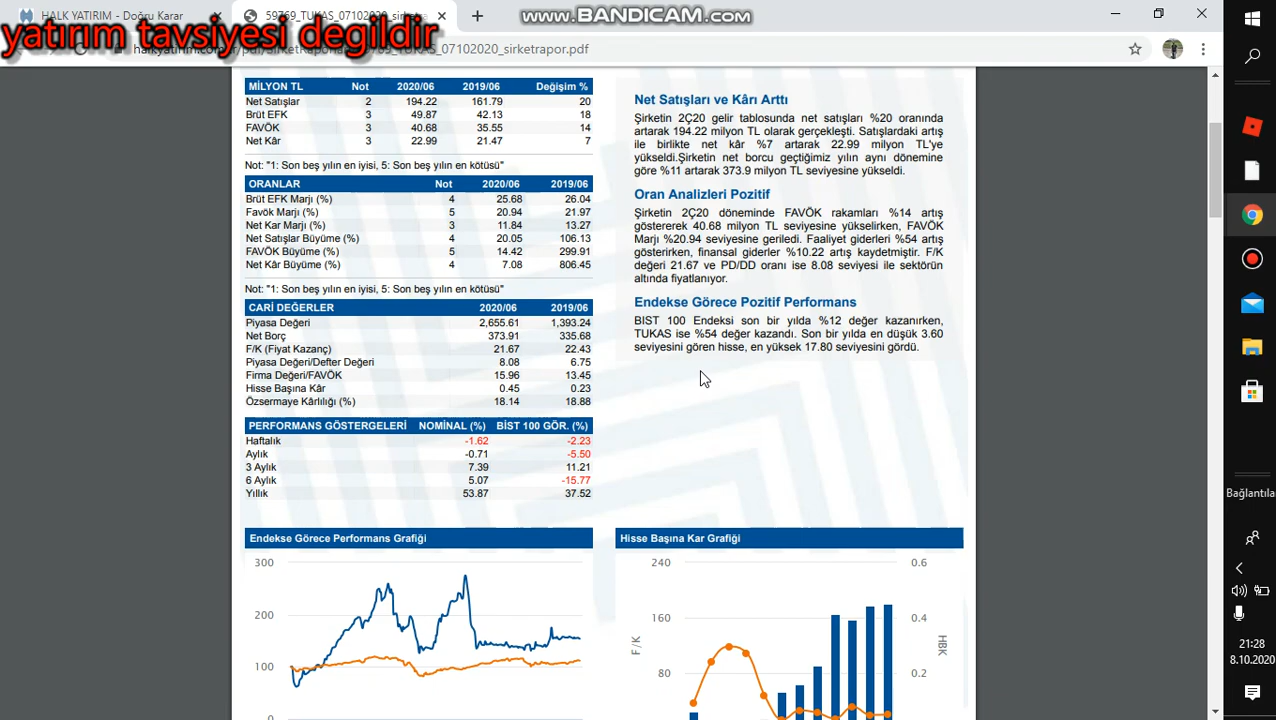 HALK YATIRIM - Doğru Karar
59769_TUKAS_07102020_sirketra
www.BANDICAM.com
yatırım tavsiyesi degildir
sirketrapor.pdf
MİLYON TL Not 2020/06 2019/06 Değişim %
Net Satışlar 2 194.22 161.79 20
Brüt EFK 3 49.87 42.13 18
FAVÖK 3 40.68 35.55 14
Net Kâr 3 22.99 21.47 7
Not: "1: Son beş yılın en iyisi, 5: Son beş yılın en kötüsü"
ORANLAR Not 2020/06 2019/06
Brüt EFK Marjı (%) 4 25.68 26.04
Favök Marjı (%) 5 20.94 21.97
Net Kar Marjı (%) 3 11.84 13.27
Net Satışlar Büyüme (%) 4 20.05 106.13
FAVÖK Büyüme (%) 5 14.42 299.91
Net Kâr Büyüme (%) 4 7.08 806.45
Not: "1: Son beş yılın en iyisi, 5: Son beş yılın en kötüsü"
CARİ DEĞERLER 2020/06 2019/06
Piyasa Değeri 2,655.61 1,393.24
Net Borç 373.91 335.68
F/K (Fiyat Kazanç) 21.67 22.43
Piyasa Değeri/Defter Değeri 8.08 6.75
Firma Değeri/FAVÖK 15.96 13.45
Hisse Başına Kâr 0.45 0.23
Özsermaye Kârlılığı (%) 18.14 18.88
PERFORMANS GÖSTERGELERİ NOMİNAL (%) BİST 100 GÖR. (%)
Haftalık -1.62 -2.23
Aylık -0.71 -5.50
3 Aylık 7.39 11.21
6 Aylık 5.07 -15.77
Yıllık 53.87 37.52
Net Satışları ve Kârı Arttı
Şirketin 2Ç20 gelir tablosunda net satışları %20 oranında
artarak 194.22 milyon TL olarak gerçekleşti. Satışlardaki artış
ile birlikte net kâr %7 artarak 22.99 milyon TL'ye
yükseldi.Şirketin net borcu geçtiğimiz yılın aynı dönemine
göre %11 artarak 373.9 milyon TL seviyesine yükseldi.
Oran Analizleri Pozitif
Şirketin 2Ç20 döneminde FAVÖK rakamları %14 artış
göstererek 40.68 milyon TL seviyesine yükselirken, FAVÖK
Marjı %20.94 seviyesine geriledi. Faaliyet giderleri %54 artış
gösterirken, finansal giderler %10.22 artış kaydetmiştir. F/K
değeri 21.67 ve PD/DD oranı ise 8.08 seviyesi ile sektörün
altında fiyatlanıyor.
Endekse Görece Pozitif Performans
BIST 100 Endeksi son bir yılda %12 değer kazanırken,
TUKAS ise %54 değer kazandı. Son bir yılda en düşük 3.60
seviyesini gören hisse, en yüksek 17.80 seviyesini gördü.
Endekse Görece Performans Grafiği
300
200
100
0
Hisse Başına Kar Grafiği
240 0.6
160 0.4
80 0.2
F/K
HBK
Bağlantıla
21:28
8.10.2020